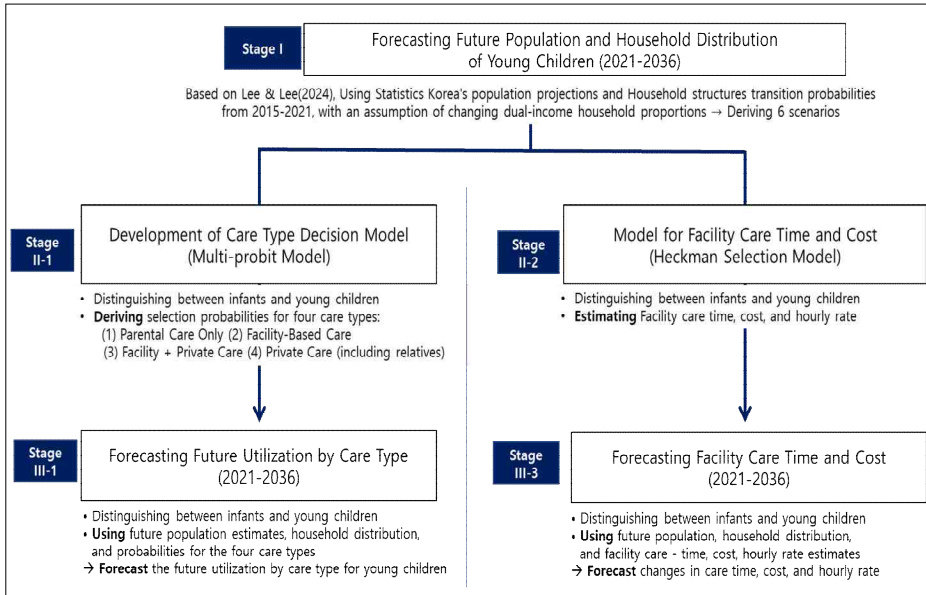 Stage I
Forecasting Future Population and Household Distribution
of Young Children (2021-2036)
Based on Lee & Lee(2024), Using Statistics Korea's population projections and Household structures transition probabilities
from 2015-2021, with an assumption of changing dual-income household proportions → Deriving 6 scenarios
Stage
II-1
Development of Care Type Decision Model
(Multi-probit Model)
• Distinguishing between infants and young children
• Deriving selection probabilities for four care types:
(1) Parental Care Only (2) Facility-Based Care
(3) Facility + Private Care (4) Private Care (including relatives)
Stage
II-2
Model for Facility Care Time and Cost
(Heckman Selection Model)
• Distinguishing between infants and young children
• Estimating Facility care time, cost, and hourly rate
Stage
III-1
Forecasting Future Utilization by Care Type
(2021-2036)
• Distinguishing between infants and young children
• Using future population estimates, household distribution,
and probabilities for the four care types
→ Forecast the future utilization by care type for young children
Stage
III-3
Forecasting Facility Care Time and Cost
(2021-2036)
• Distinguishing between infants and young children
• Using future population, household distribution,
and facility care - time, cost, hourly rate estimates
→ Forecast changes in care time, cost, and hourly rate